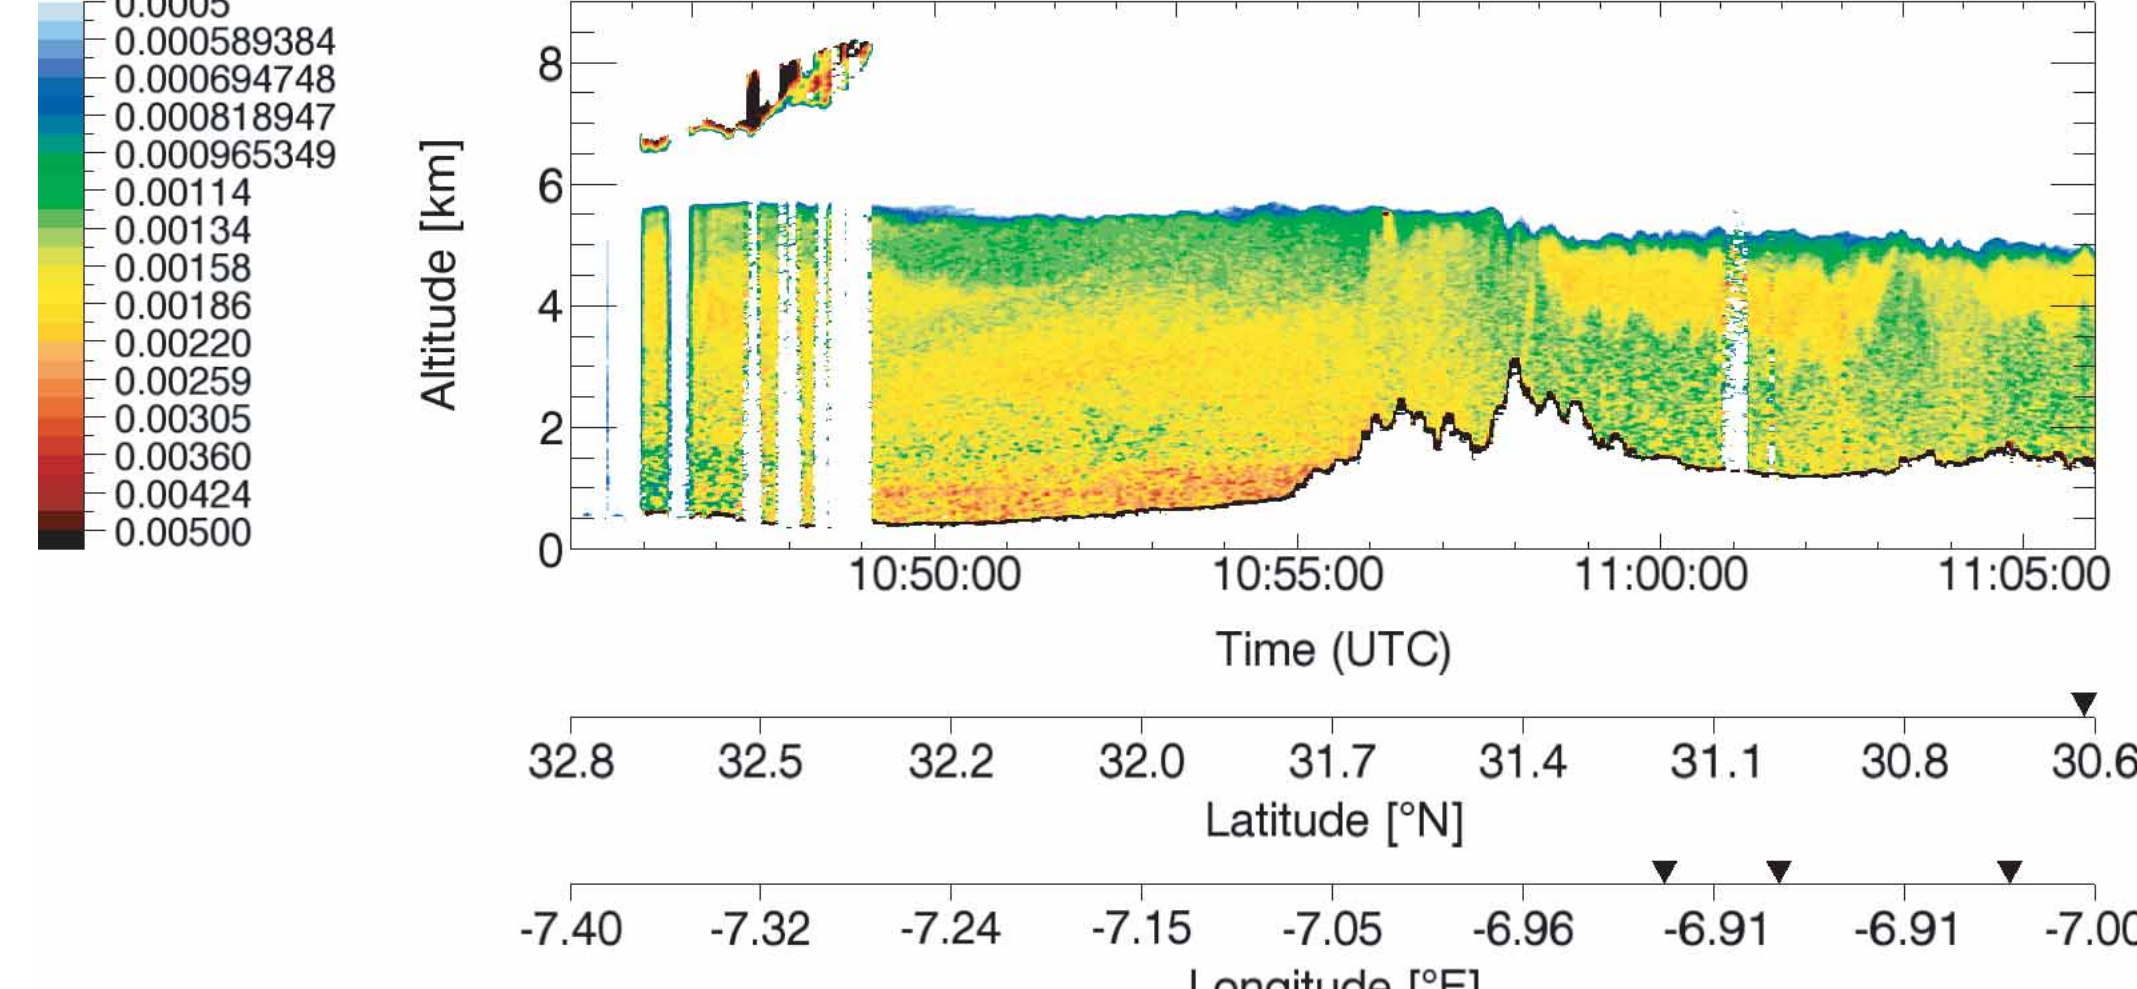 0.0005
0.000589384
0.000694748
0.000818947
0.000965349
0.00114
0.00134
0.00158
0.00186
0.00220
0.00259
0.00305
0.00360
0.00424
0.00500
Altitude [km]
8
6
4
2
0
10:50:00 10:55:00 11:00:00 11:05:00
Time (UTC)
32.8 32.5 32.2 32.0 31.7 31.4 31.1 30.8 30.6
Latitude [°N]
-7.40 -7.32 -7.24 -7.15 -7.05 -6.96 -6.91 -6.91 -7.00
Longitude [°E]